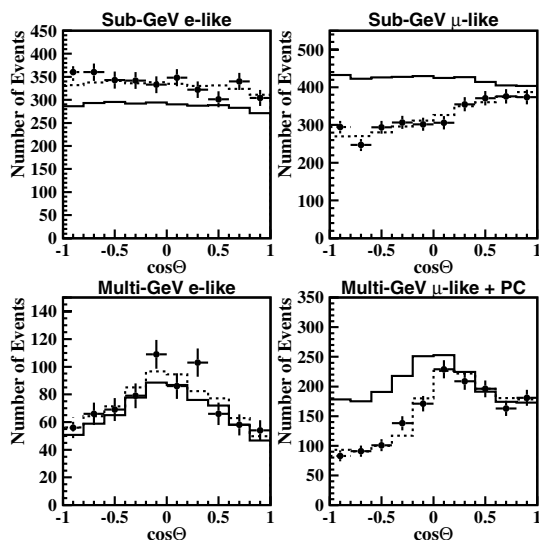 Sub-GeV e-like
Number of Events
450
400
350
300
250
200
150
100
50
0
-1 -0.5 0 0.5 1
cosΘ
Sub-GeV μ-like
Number of Events
500
400
300
200
100
0
-1 -0.5 0 0.5 1
cosΘ
Multi-GeV e-like
Number of Events
140
120
100
80
60
40
20
0
-1 -0.5 0 0.5 1
cosΘ
Multi-GeV μ-like + PC
Number of Events
350
300
250
200
150
100
50
0
-1 -0.5 0 0.5 1
cosΘ